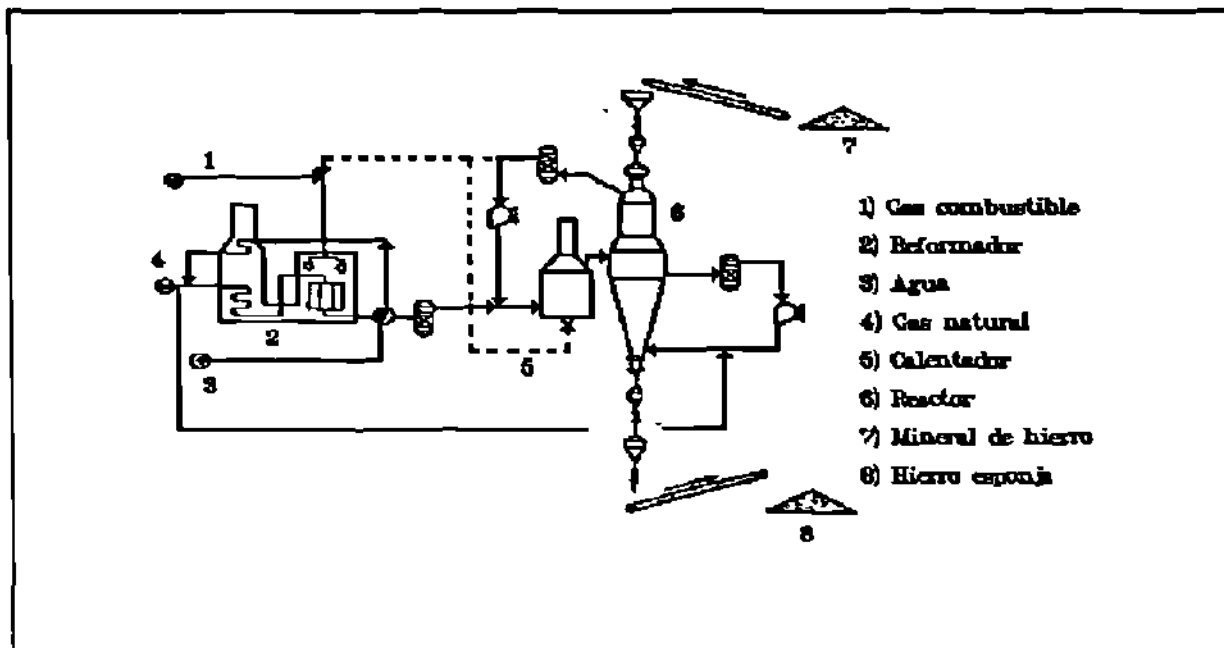 1
7
6
4
2
5
3
8
1) Gas combustible
2) Reformador
3) Agua
4) Gas natural
5) Calentador
6) Reactor
7) Mineral de hierro
8) Hierro esponja